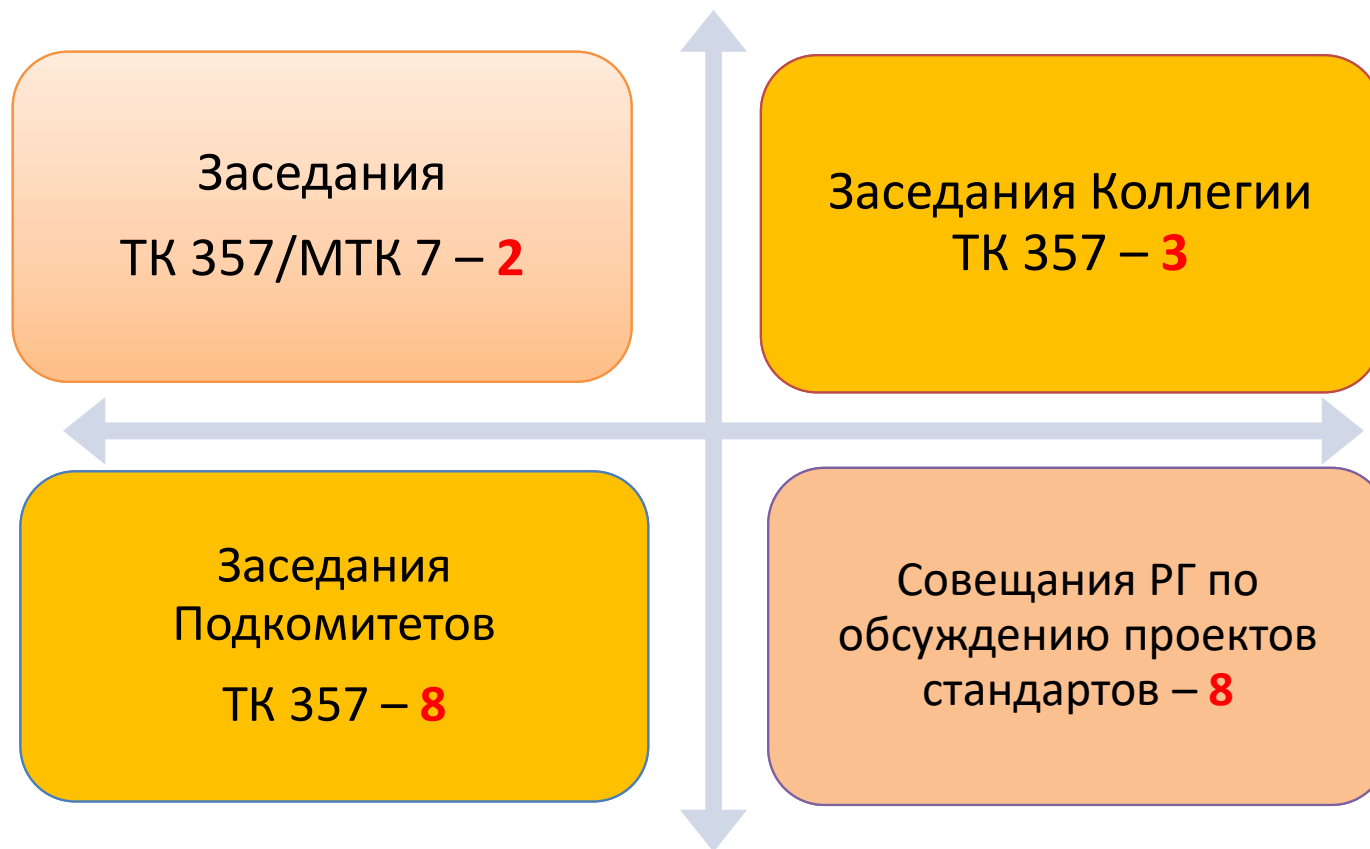 Заседания
ТК 357/МТК 7 – 2
Заседания Коллегии
ТК 357 – 3
Заседания
Подкомитетов
ТК 357 – 8
Совещания РГ по
обсуждению проектов
стандартов – 8